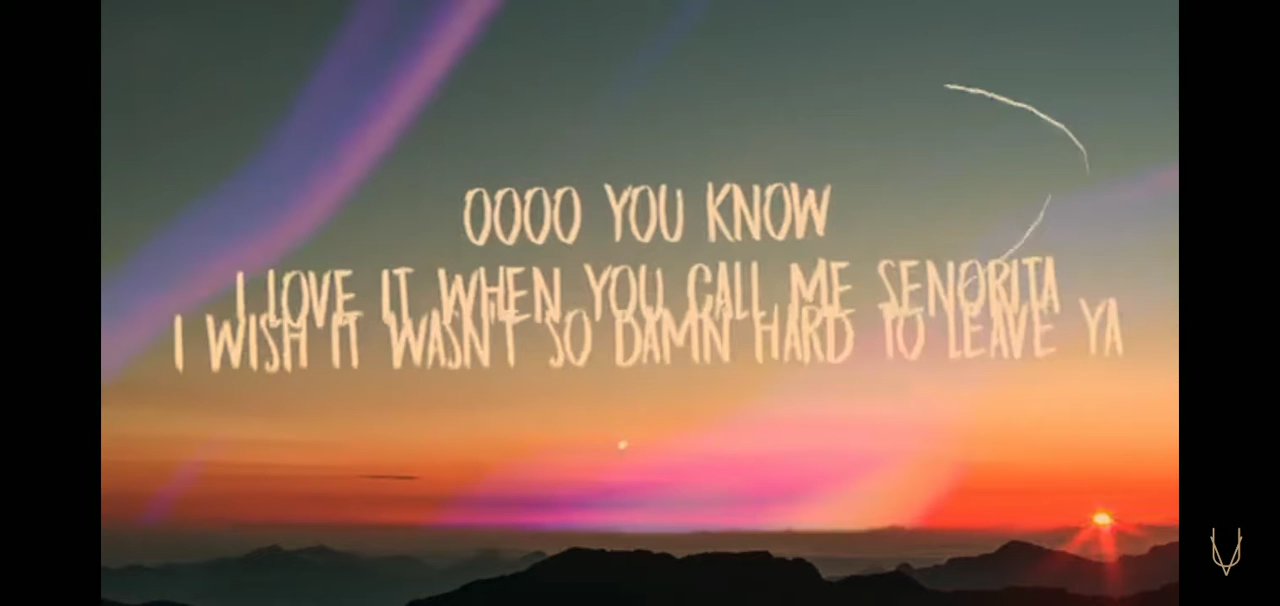 OOOO YOU KNOW
I LOVE IT WHEN YOU CALL ME SENORITA
I WISH IT WASN'T SO DAMN HARD TO LEAVE YA